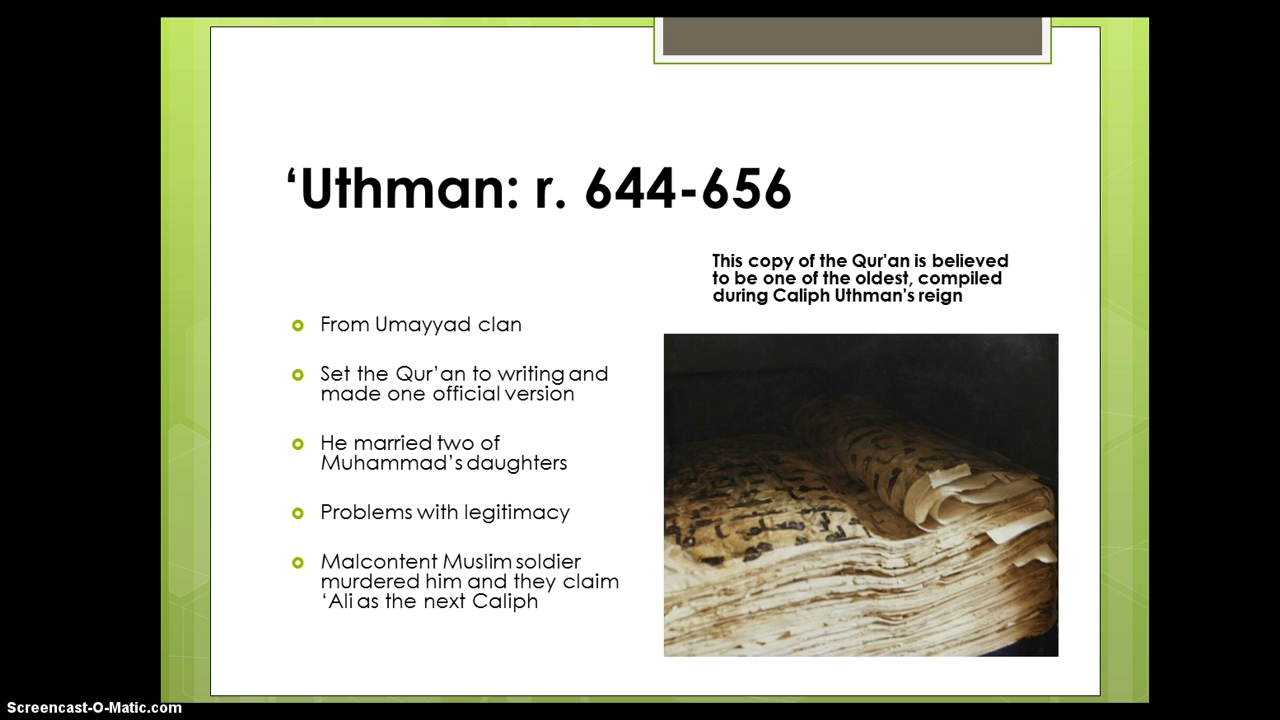 ‘Uthman: r. 644-656
This copy of the Qur'an is believed
to be one of the oldest, compiled
during Caliph Uthman's reign
From Umayyad clan
Set the Qur’an to writing and
made one official version
He married two of
Muhammad’s daughters
Problems with legitimacy
Malcontent Muslim soldier
murdered him and they claim
‘Ali as the next Caliph
Screencast-O-Matic.com